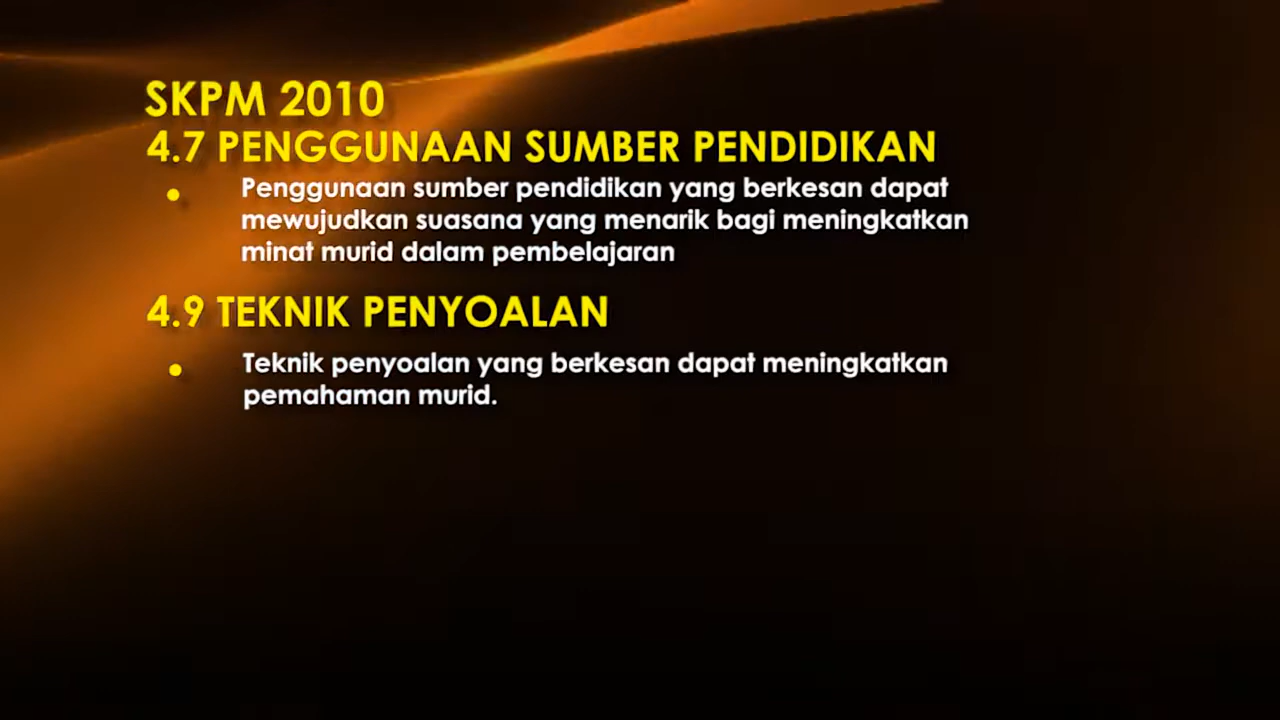 SKPM 2010
4.7 PENGGUNAAN SUMBER PENDIDIKAN
• Penggunaan sumber pendidikan yang berkesan dapat
mewujudkan suasana yang menarik bagi meningkatkan
minat murid dalam pembelajaran
4.9 TEKNIK PENYOALAN
• Teknik penyoalan yang berkesan dapat meningkatkan
pemahaman murid.